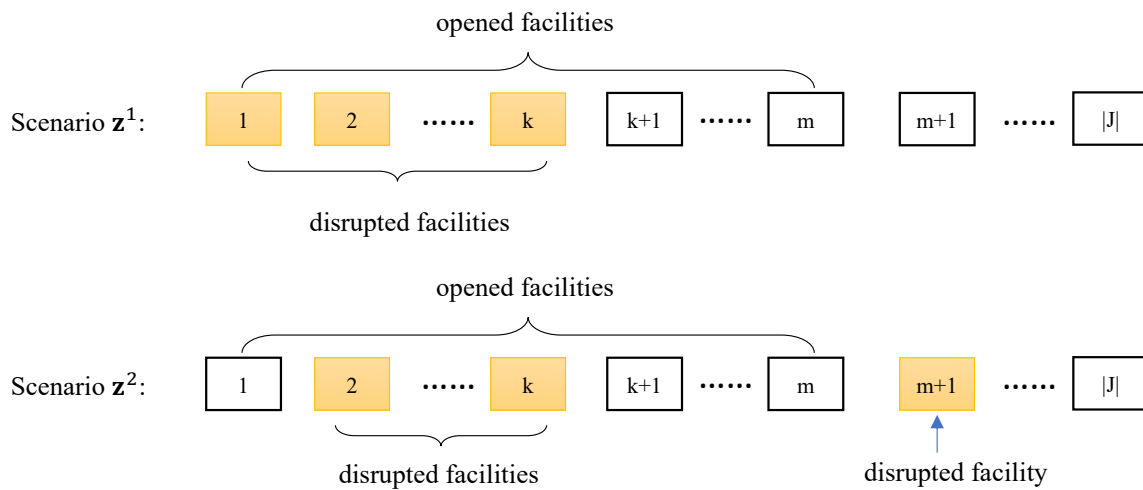 opened facilities
Scenario z¹: 1 2 ...... k k+1 ...... m m+1 ...... |J|
disrupted facilities
opened facilities
Scenario z²: 1 2 ...... k k+1 ...... m m+1 ...... |J|
disrupted facilities disrupted facility